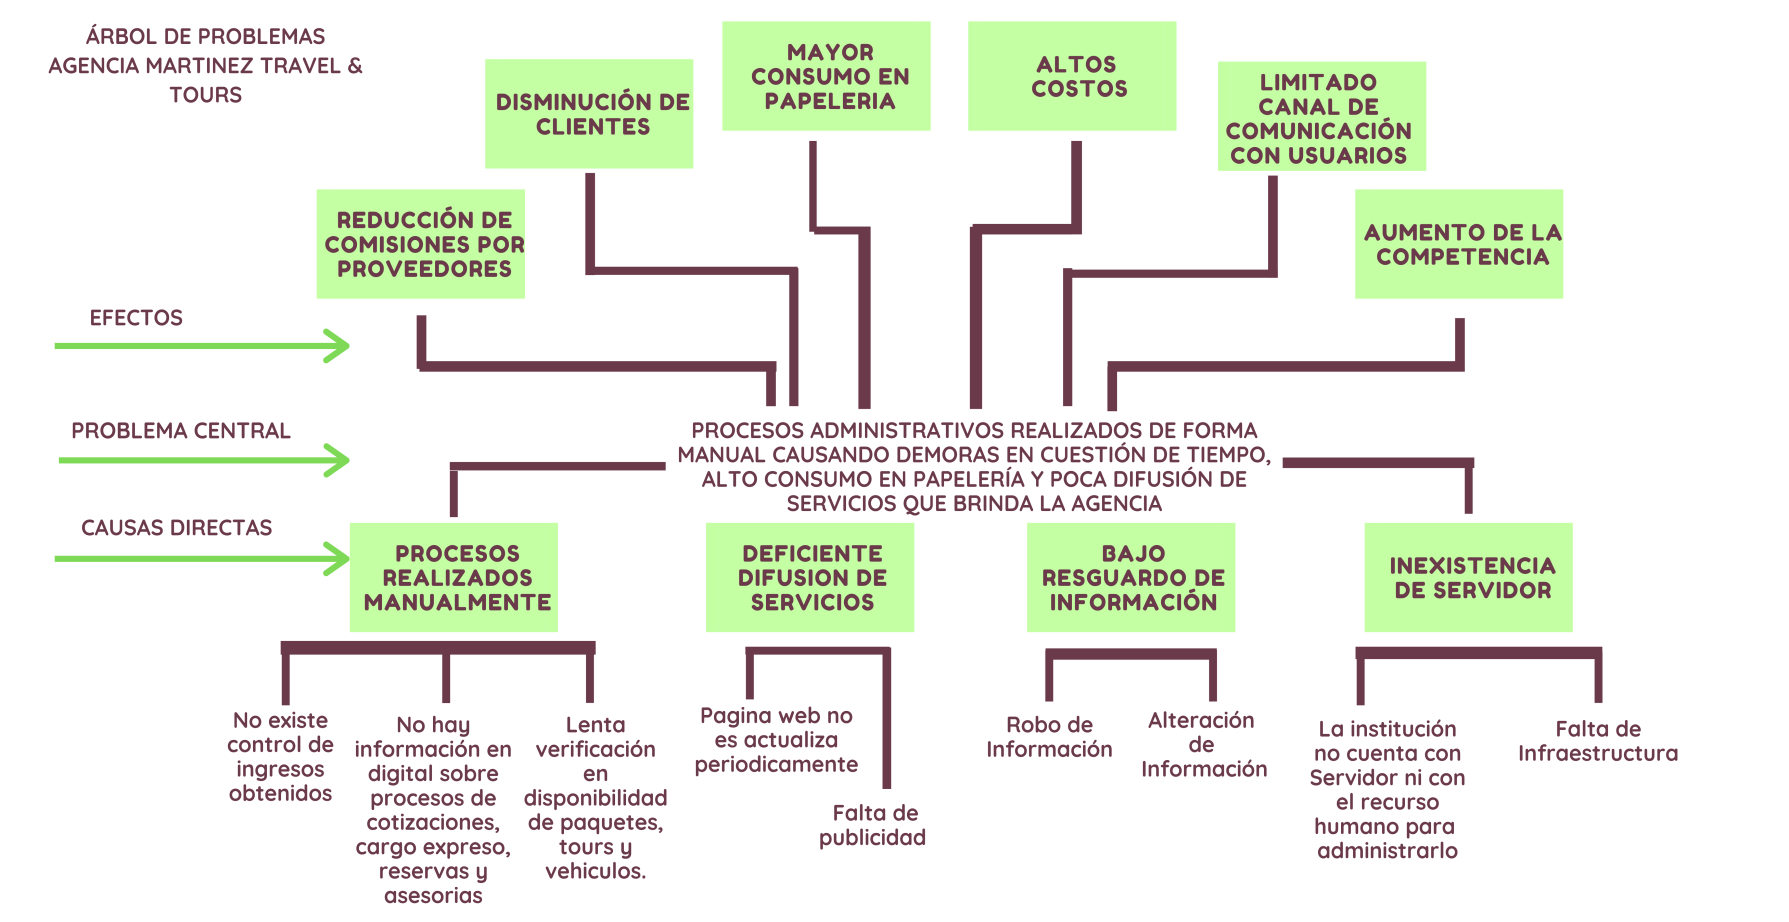 ÁRBOL DE PROBLEMAS
AGENCIA MARTINEZ TRAVEL &
TOURS
MAYOR
CONSUMO EN
PAPELERIA
ALTOS
COSTOS
DISMINUCIÓN DE
CLIENTES
LIMITADO
CANAL DE
COMUNICACIÓN
CON USUARIOS
REDUCCIÓN DE
COMISIONES POR
PROVEEDORES
AUMENTO DE LA
COMPETENCIA
EFECTOS
PROBLEMA CENTRAL
PROCESOS ADMINISTRATIVOS REALIZADOS DE FORMA
MANUAL CAUSANDO DEMORAS EN CUESTIÓN DE TIEMPO,
ALTO CONSUMO EN PAPELERÍA Y POCA DIFUSIÓN DE
SERVICIOS QUE BRINDA LA AGENCIA
CAUSAS DIRECTAS
PROCESOS
REALIZADOS
MANUALMENTE
DEFICIENTE
DIFUSION DE
SERVICIOS
BAJO
RESGUARDO DE
INFORMACIÓN
INEXISTENCIA
DE SERVIDOR
No existe
control de
ingresos
obtenidos
No hay
información en
digital sobre
procesos de
cotizaciones,
cargo expreso,
reservas y
asesorias
Lenta
verificación
en
disponibilidad
de paquetes,
tours y
vehiculos.
Pagina web no
es actualiza
periodicamente
Falta de
publicidad
Robo de
Información
Alteración
de
Información
La institución
no cuenta con
Servidor ni con
el recurso
humano para
administrarlo
Falta de
Infraestructura